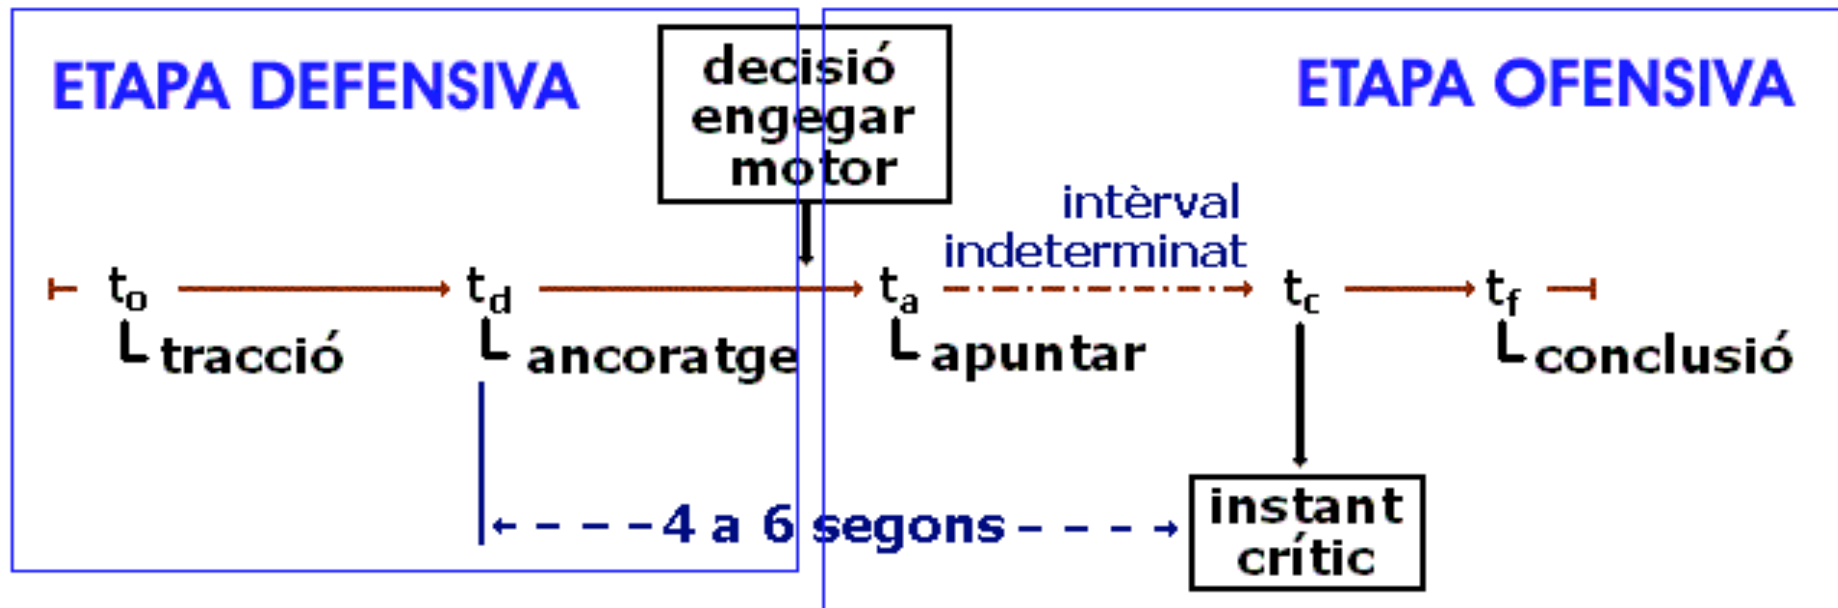 ETAPA DEFENSIVA
decisió
engegar
motor
ETAPA OFENSIVA
intèrval
indeterminat
to
td
ta
tc
tf
tracció
ancoratge
apuntar
conclusió
4 a 6 segons
instant
crític